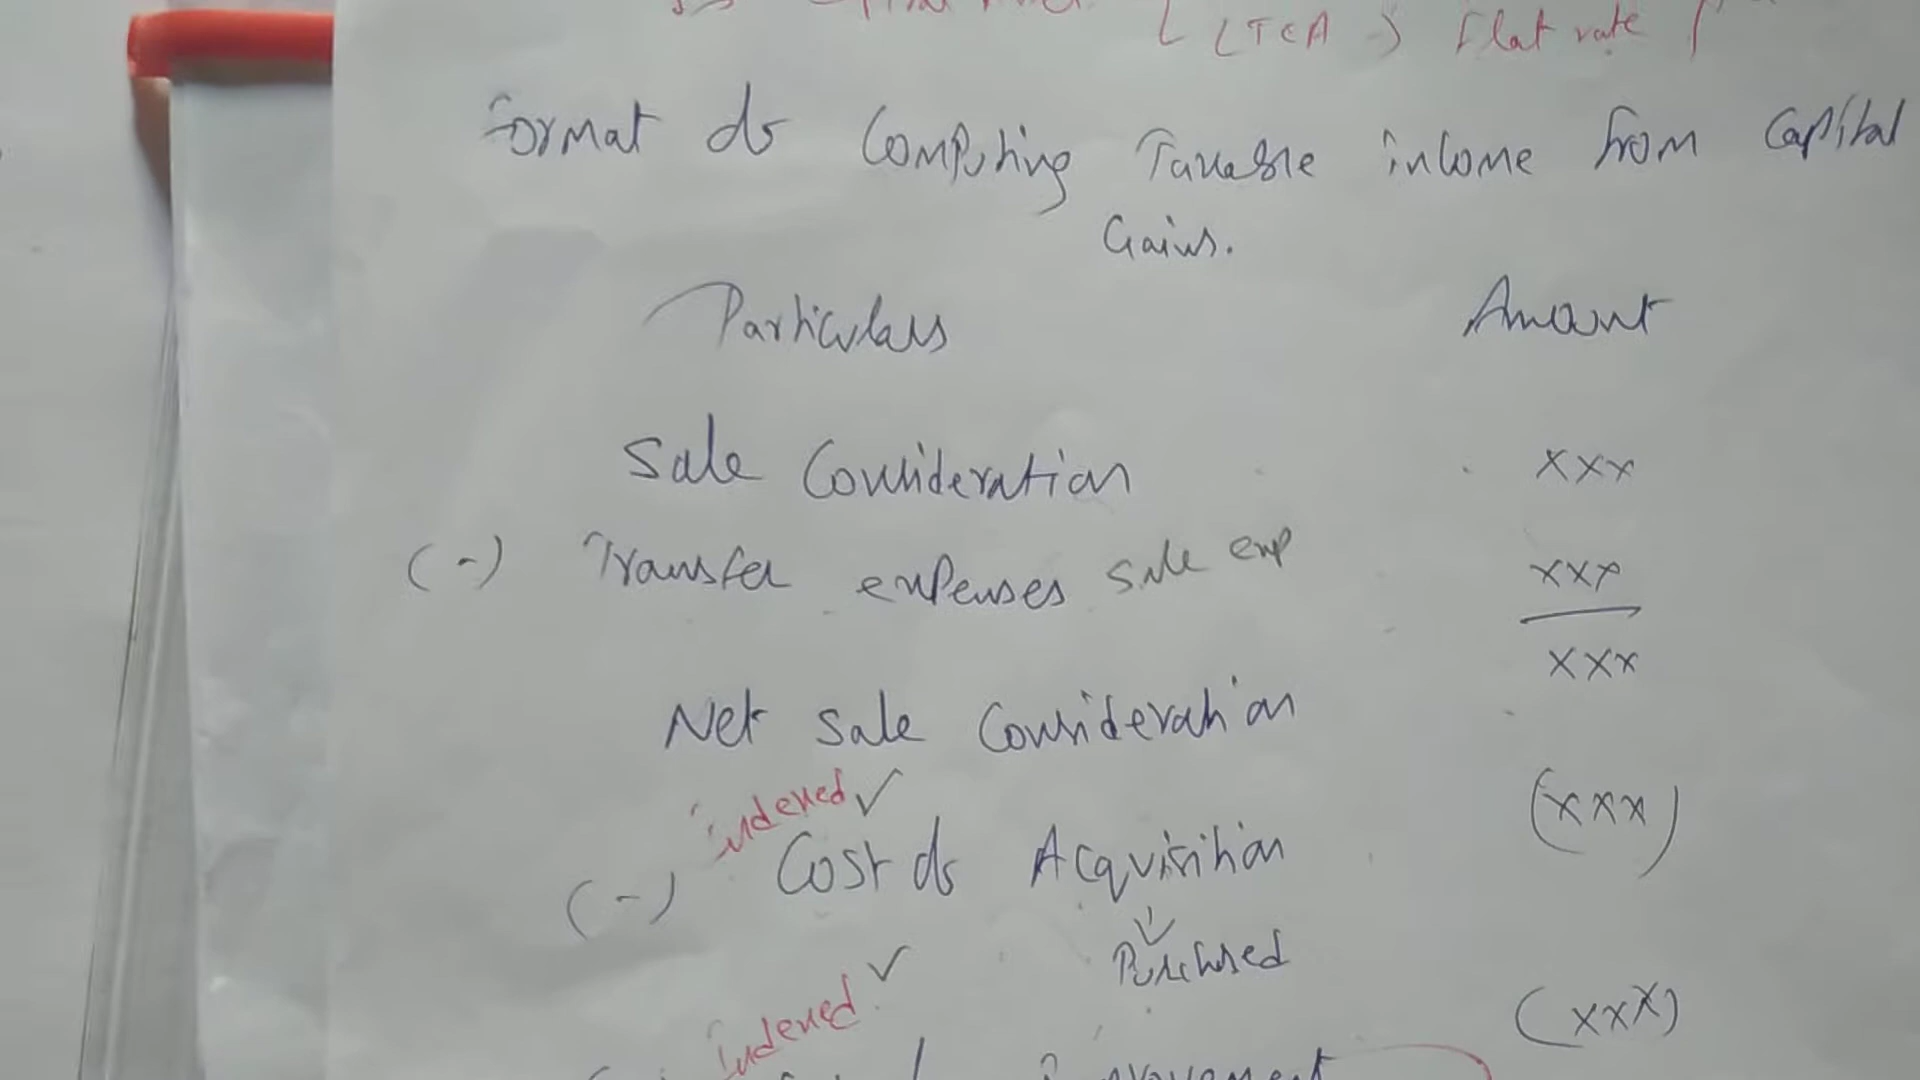 [ LTCA → flat rate
Format of Computing Taxable income from Capital
Gains.
Particulars Amount
Sale Consideration xxx
(-) Transfer expenses sale exp xxx
xxx
Net Sale Consideration
indexed ✓
(-) Cost of Acquisition (xxx)
Purchased
indexed ✓
(xxx)